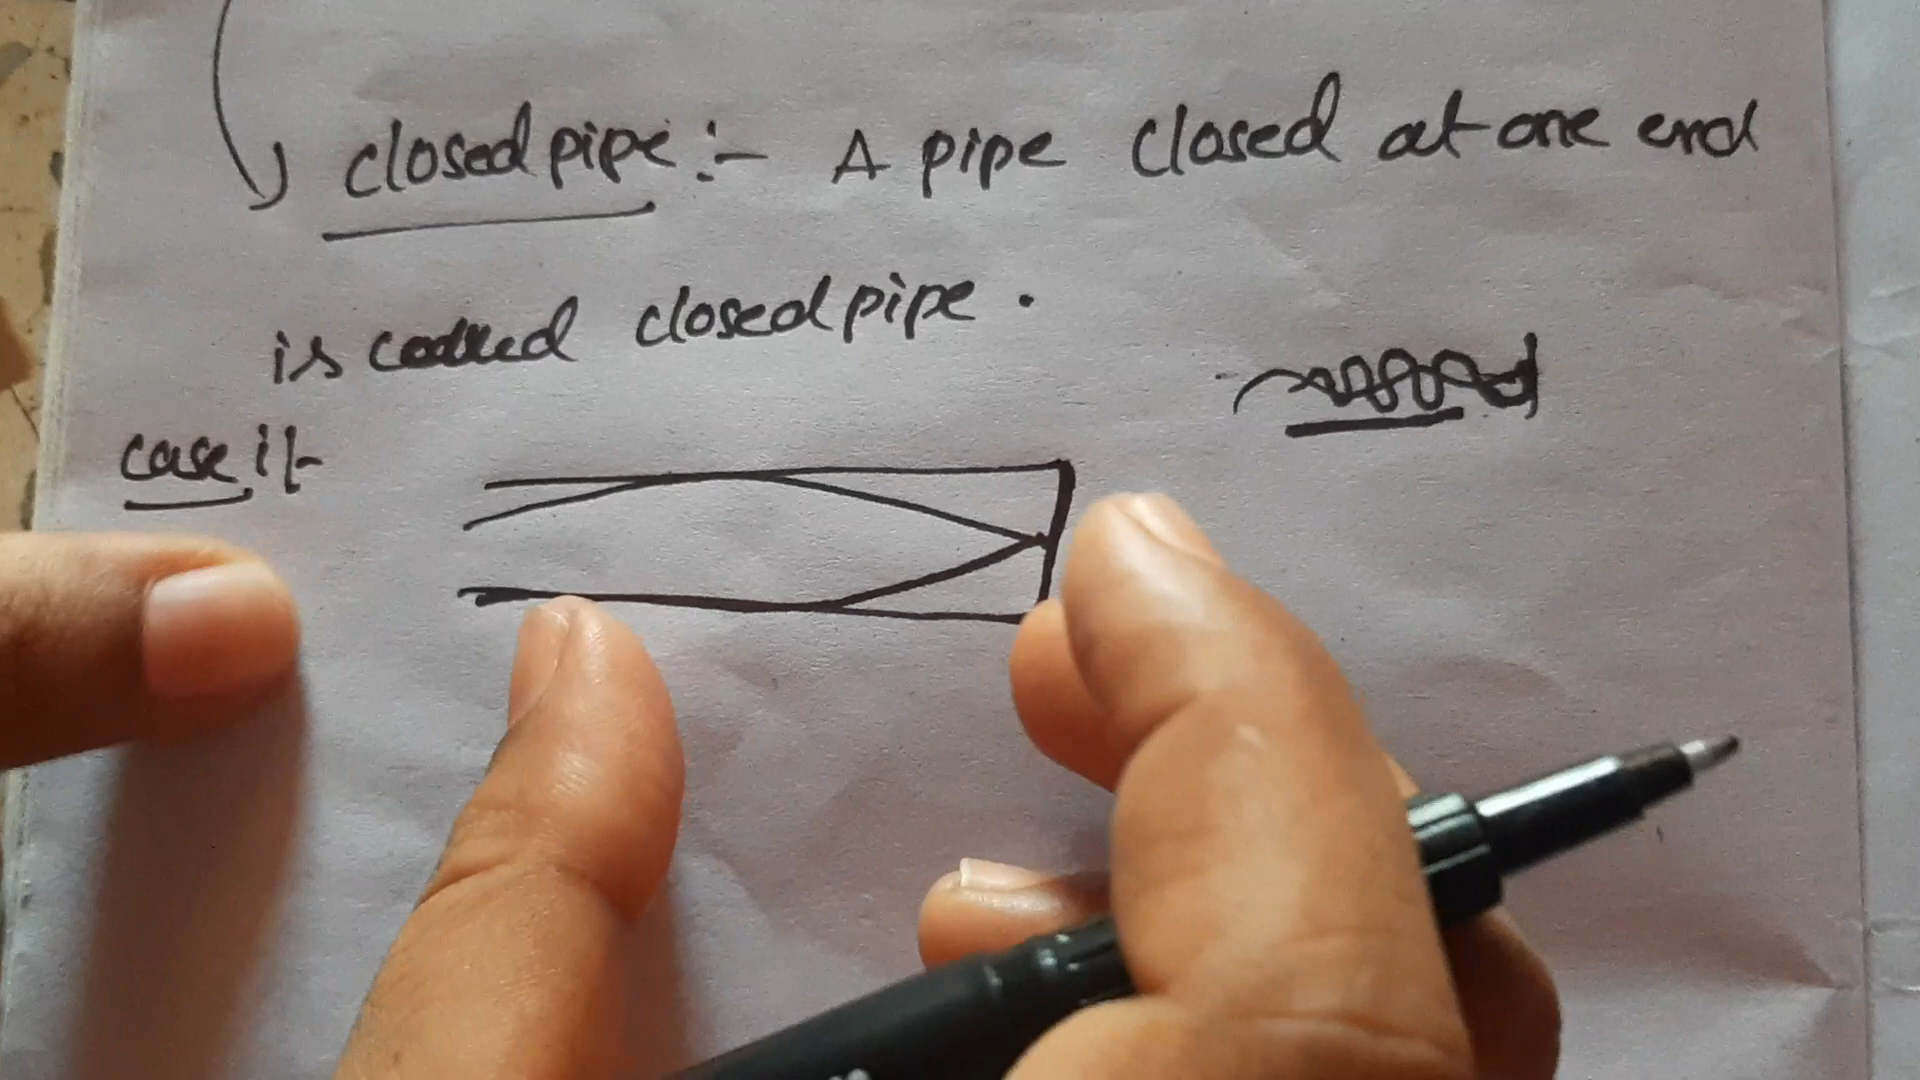 closed pipe :- A pipe closed at one end
is called closed pipe .
case i:-